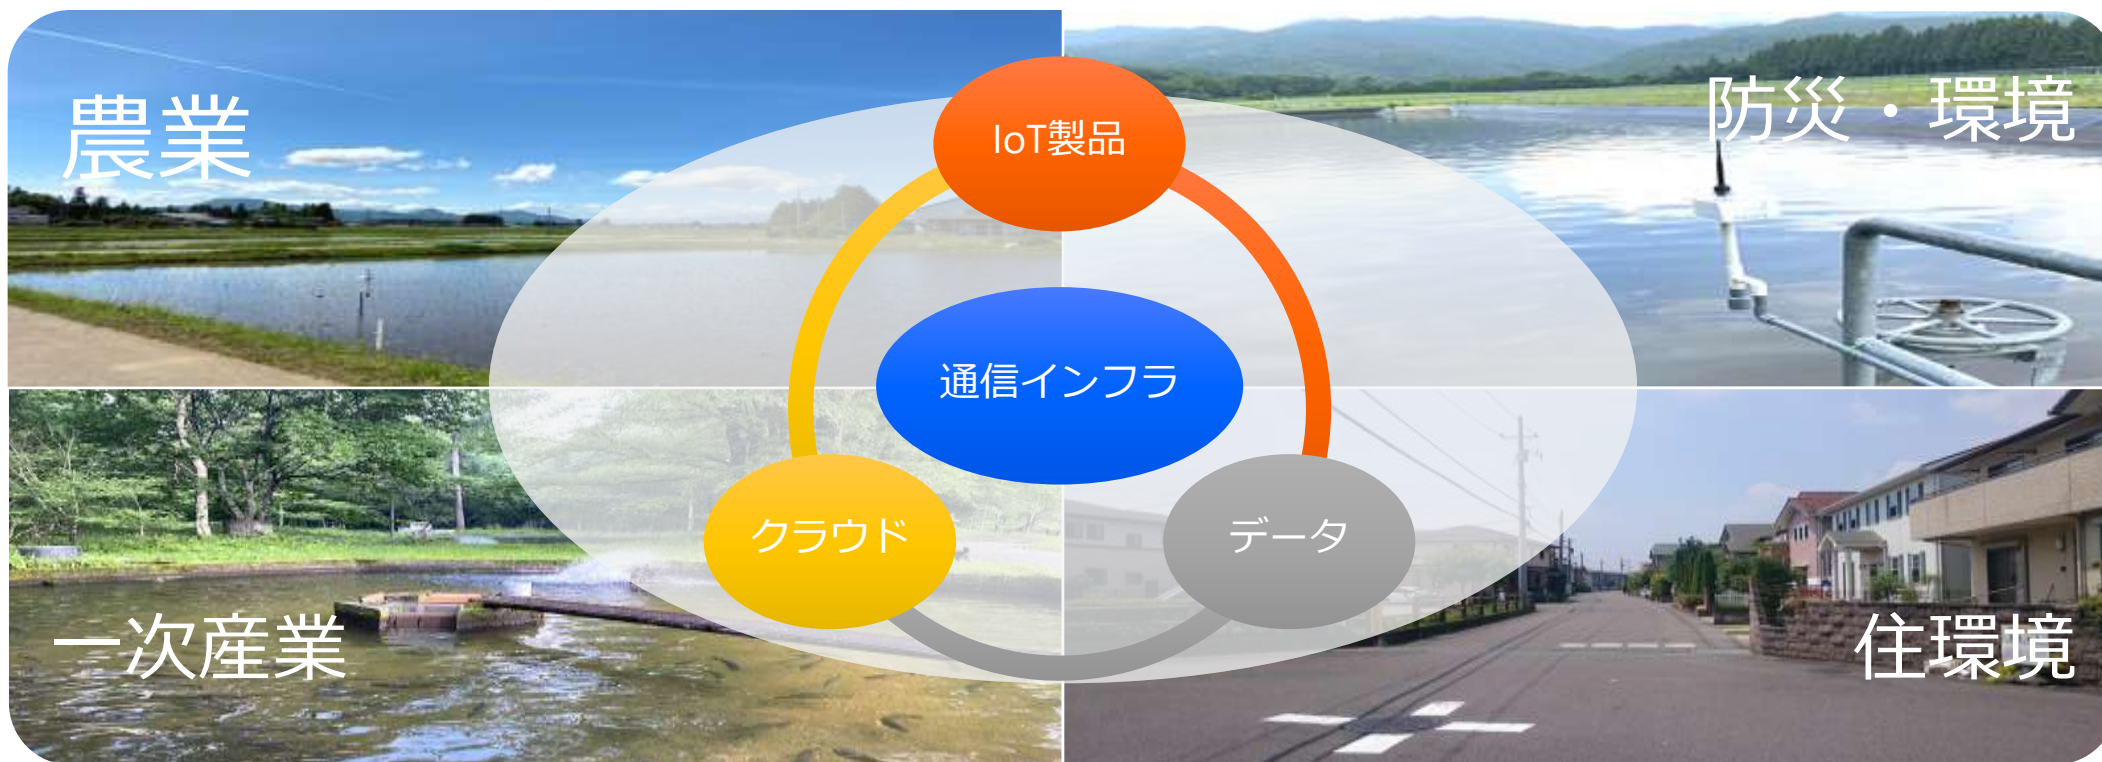 農業
防災・環境
IoT製品
通信インフラ
クラウド
データ
一次産業
住環境